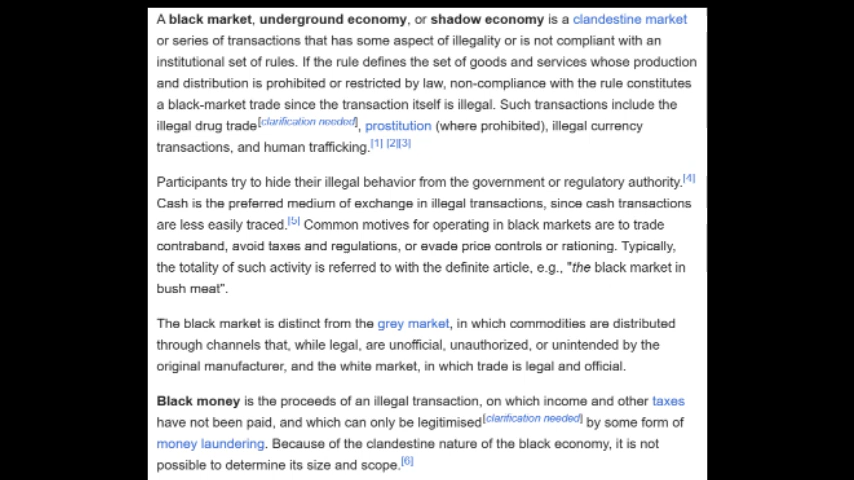 A black market, underground economy, or shadow economy is a clandestine market
or series of transactions that has some aspect of illegality or is not compliant with an
institutional set of rules. If the rule defines the set of goods and services whose production
and distribution is prohibited or restricted by law, non-compliance with the rule constitutes
a black-market trade since the transaction itself is illegal. Such transactions include the
illegal drug trade[clarification needed], prostitution (where prohibited), illegal currency
transactions, and human trafficking.[1] [2][3]
Participants try to hide their illegal behavior from the government or regulatory authority.[4]
Cash is the preferred medium of exchange in illegal transactions, since cash transactions
are less easily traced.[5] Common motives for operating in black markets are to trade
contraband, avoid taxes and regulations, or evade price controls or rationing. Typically,
the totality of such activity is referred to with the definite article, e.g., "the black market in
bush meat".
The black market is distinct from the grey market, in which commodities are distributed
through channels that, while legal, are unofficial, unauthorized, or unintended by the
original manufacturer, and the white market, in which trade is legal and official.
Black money is the proceeds of an illegal transaction, on which income and other taxes
have not been paid, and which can only be legitimised[clarification needed] by some form of
money laundering. Because of the clandestine nature of the black economy, it is not
possible to determine its size and scope.[6]